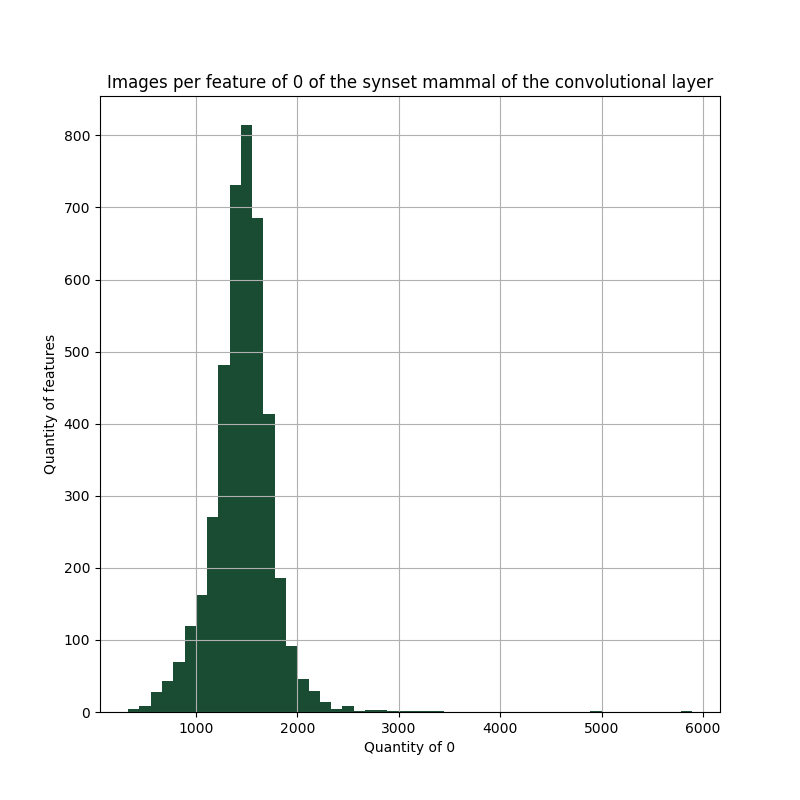 Images per feature of 0 of the synset mammal of the convolutional layer
800
700
600
500
400
300
200
100
0
Quantity of features
1000 2000 3000 4000 5000 6000
Quantity of 0